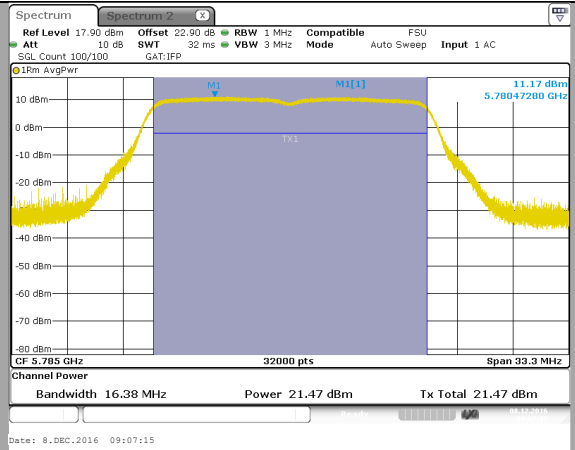 Spectrum Spectrum 2 X
Ref Level 17.90 dBm Offset 22.90 dB RBW 1 MHz Compatible FSU
Att 10 dB SWT 32 ms VBW 3 MHz Mode Auto Sweep Input 1 AC
SGL Count 100/100 GAT:IFP
1Rm AvgPwr
M1 M1[1] 11.17 dBm
5.78047280 GHz
10 dBm
0 dBm
TX1
-10 dBm
-20 dBm
-40 dBm
-50 dBm
-60 dBm
-70 dBm
-80 dBm
CF 5.785 GHz 32000 pts Span 33.3 MHz
Channel Power
Bandwidth 16.38 MHz Power 21.47 dBm Tx Total 21.47 dBm
Ready 08.12.2016
Date: 8.DEC.2016 09:07:15